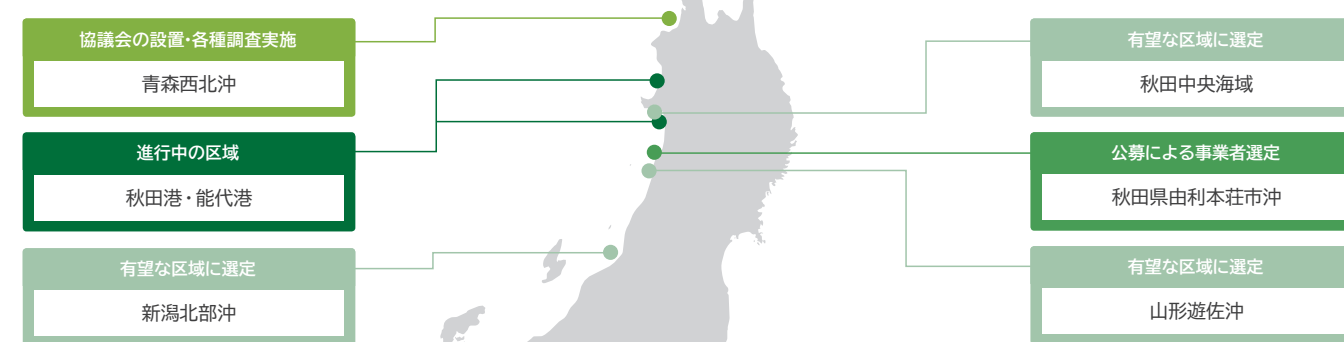 協議会の設置・各種調査実施
青森西北沖
進行中の区域
秋田港・能代港
有望な区域に選定
新潟北部沖
有望な区域に選定
秋田中央海域
公募による事業者選定
秋田県由利本荘市沖
有望な区域に選定
山形遊佐沖